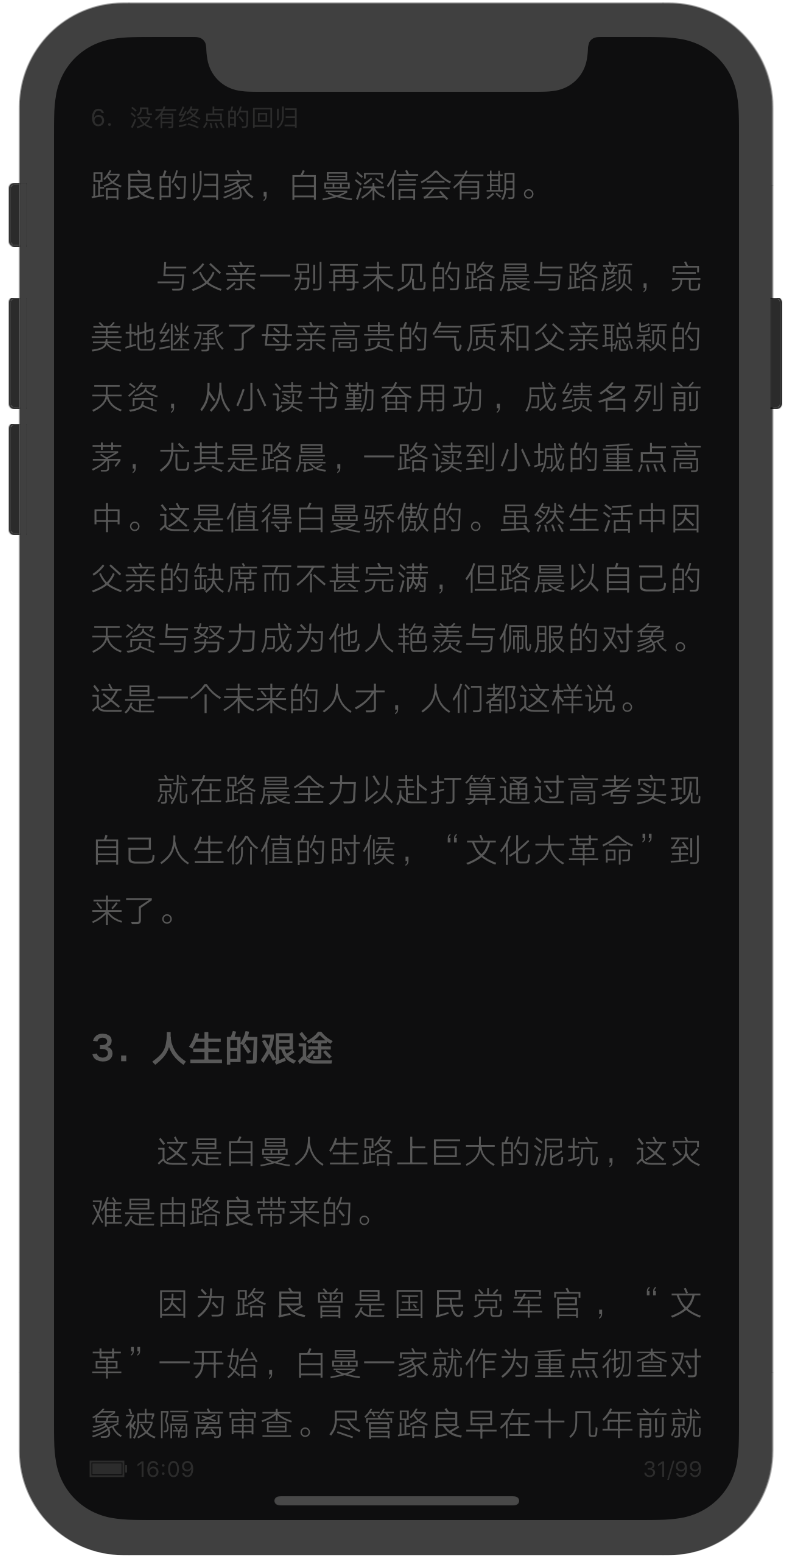 6. 没有终点的回归
路良的归家，白曼深信会有期。
与父亲一别再未见的路晨与路颜，完
美地继承了母亲高贵的气质和父亲聪颖的
天资，从小读书勤奋用功，成绩名列前
茅，尤其是路晨，一路读到小城的重点高
中。这是值得白曼骄傲的。虽然生活中因
父亲的缺席而不甚完满，但路晨以自己的
天资与努力成为他人艳羡与佩服的对象。
这是一个未来的人才，人们都这样说。
就在路晨全力以赴打算通过高考实现
自己人生价值的时候，“文化大革命”到
来了。
3. 人生的艰途
这是白曼人生路上巨大的泥坑，这灾
难是由路良带来的。
因为路良曾是国民党军官，“文
革”一开始，白曼一家就作为重点彻查对
象被隔离审查。尽管路良早在十几年前就
16:09 31/99